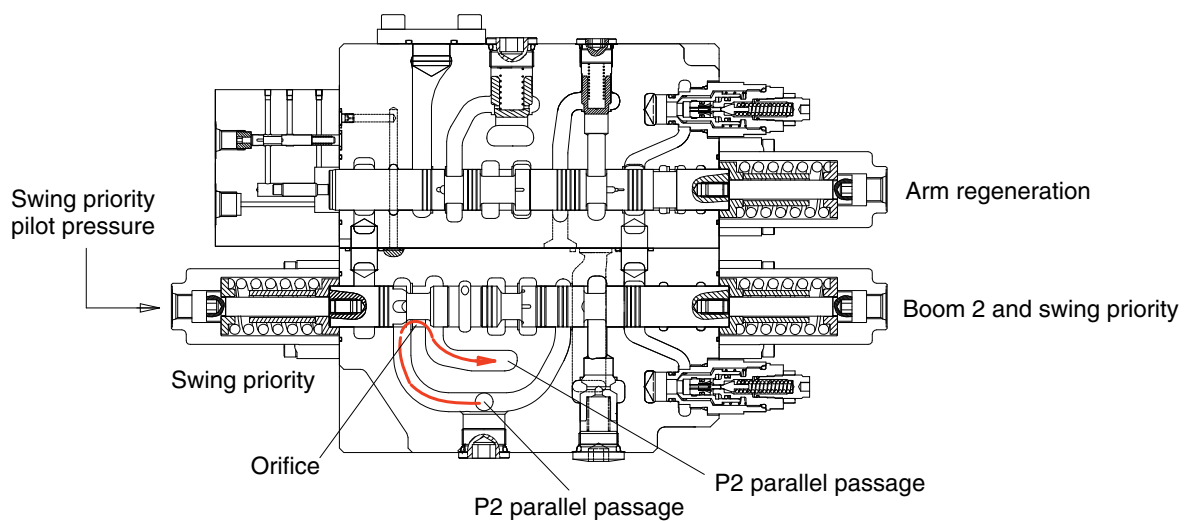 Swing priority
pilot pressure
Arm regeneration
Boom 2 and swing priority
Swing priority
Orifice
P2 parallel passage
P2 parallel passage